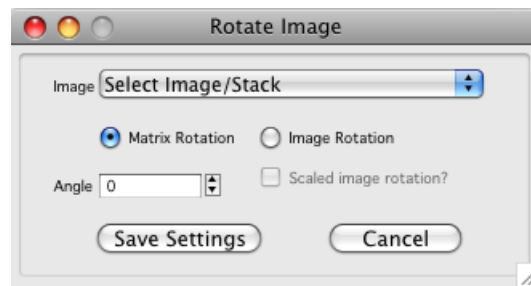 Rotate Image
Image Select Image/Stack
Matrix Rotation Image Rotation
Angle 0 Scaled image rotation?
Save Settings Cancel